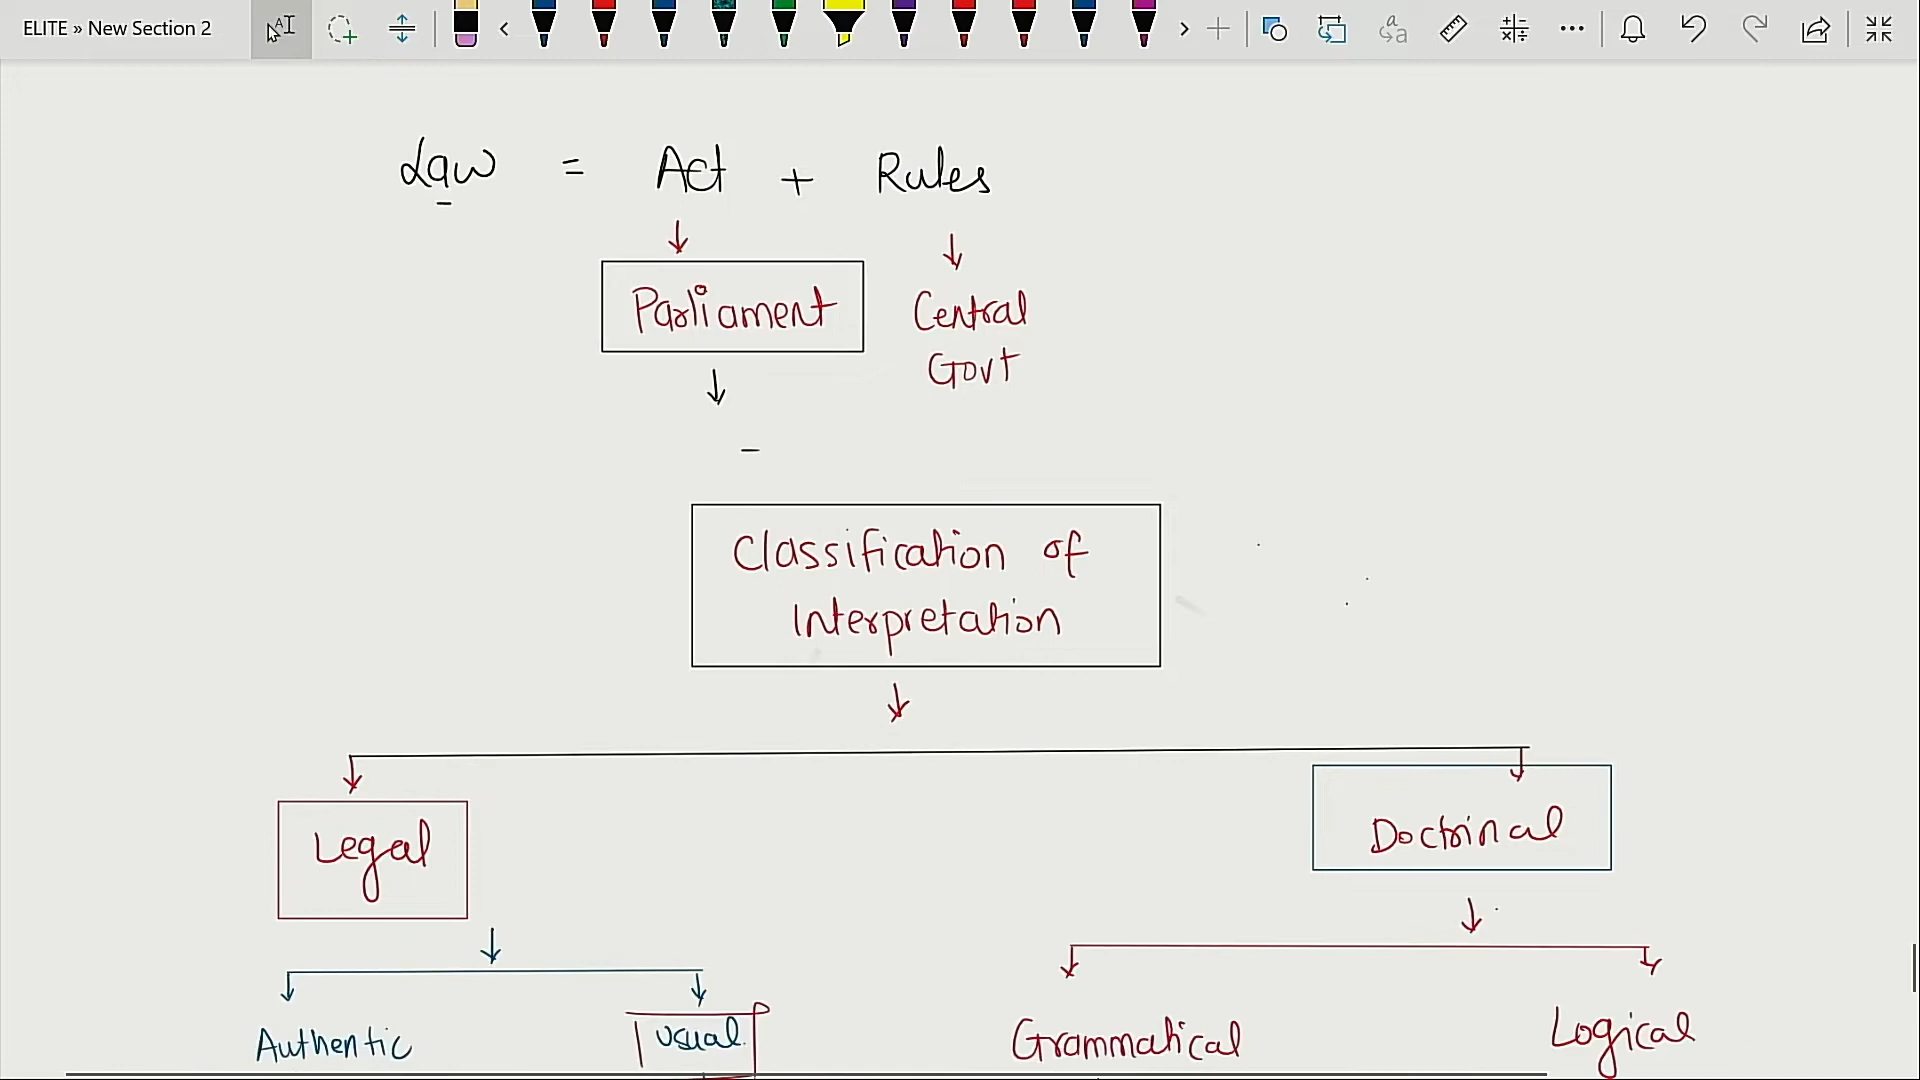 ELITE » New Section 2
Law = Act + Rules
Parliament
Central
Govt
Classification of
Interpretation
Legal
Doctrinal
Authentic
usual
Grammatical
Logical